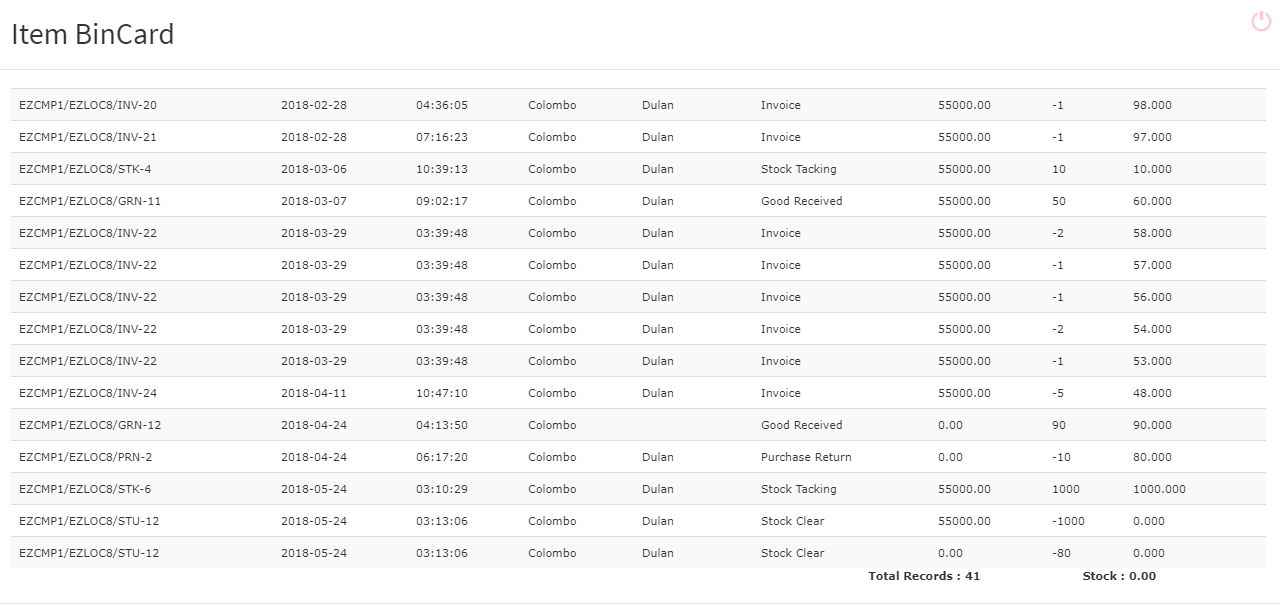 Item BinCard
EZCMP1/EZLOC8/INV-20 2018-02-28 04:36:05 Colombo Dulan Invoice 55000.00 -1 98.000
EZCMP1/EZLOC8/INV-21 2018-02-28 07:16:23 Colombo Dulan Invoice 55000.00 -1 97.000
EZCMP1/EZLOC8/STK-4 2018-03-06 10:39:13 Colombo Dulan Stock Tacking 55000.00 10 10.000
EZCMP1/EZLOC8/GRN-11 2018-03-07 09:02:17 Colombo Dulan Good Received 55000.00 50 60.000
EZCMP1/EZLOC8/INV-22 2018-03-29 03:39:48 Colombo Dulan Invoice 55000.00 -2 58.000
EZCMP1/EZLOC8/INV-22 2018-03-29 03:39:48 Colombo Dulan Invoice 55000.00 -1 57.000
EZCMP1/EZLOC8/INV-22 2018-03-29 03:39:48 Colombo Dulan Invoice 55000.00 -1 56.000
EZCMP1/EZLOC8/INV-22 2018-03-29 03:39:48 Colombo Dulan Invoice 55000.00 -2 54.000
EZCMP1/EZLOC8/INV-22 2018-03-29 03:39:48 Colombo Dulan Invoice 55000.00 -1 53.000
EZCMP1/EZLOC8/INV-24 2018-04-11 10:47:10 Colombo Dulan Invoice 55000.00 -5 48.000
EZCMP1/EZLOC8/GRN-12 2018-04-24 04:13:50 Colombo Good Received 0.00 90 90.000
EZCMP1/EZLOC8/PRN-2 2018-04-24 06:17:20 Colombo Dulan Purchase Return 0.00 -10 80.000
EZCMP1/EZLOC8/STK-6 2018-05-24 03:10:29 Colombo Dulan Stock Tacking 55000.00 1000 1000.000
EZCMP1/EZLOC8/STU-12 2018-05-24 03:13:06 Colombo Dulan Stock Clear 55000.00 -1000 0.000
EZCMP1/EZLOC8/STU-12 2018-05-24 03:13:06 Colombo Dulan Stock Clear 0.00 -80 0.000
Total Records : 41 Stock : 0.00